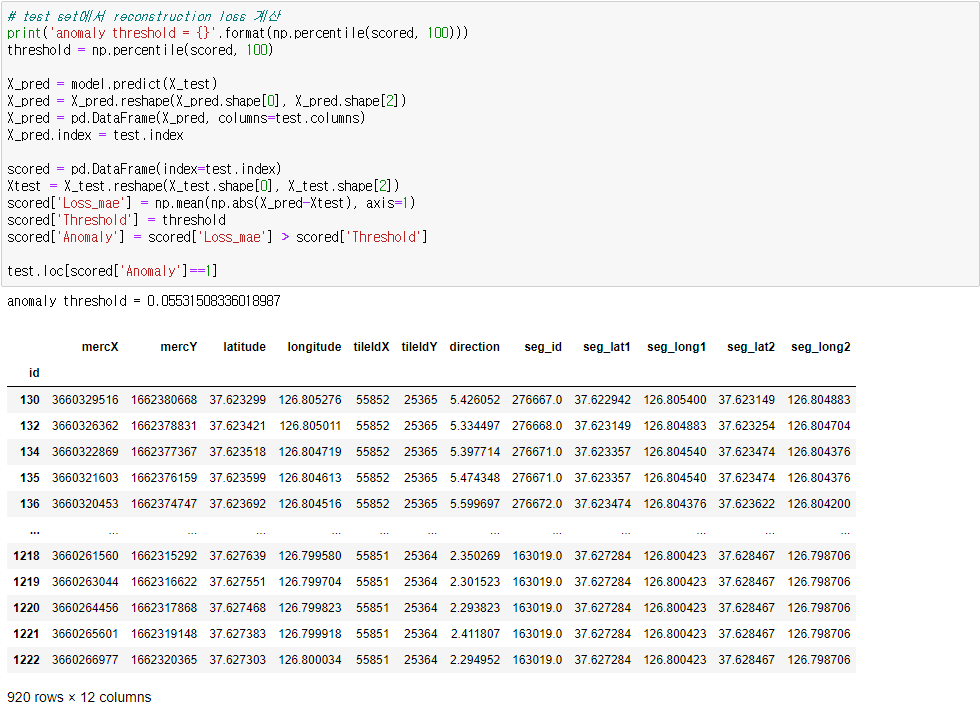 # test set에서 reconstruction loss 계산
print('anomaly threshold = {}'.format(np.percentile(scored, 100)))
threshold = np.percentile(scored, 100)
X_pred = model.predict(X_test)
X_pred = X_pred.reshape(X_pred.shape[0], X_pred.shape[2])
X_pred = pd.DataFrame(X_pred, columns=test.columns)
X_pred.index = test.index
scored = pd.DataFrame(index=test.index)
Xtest = X_test.reshape(X_test.shape[0], X_test.shape[2])
scored['Loss_mae'] = np.mean(np.abs(X_pred-Xtest), axis=1)
scored['Threshold'] = threshold
scored['Anomaly'] = scored['Loss_mae'] > scored['Threshold']
test.loc[scored['Anomaly']==1]
anomaly threshold = 0.05531508336018987
mercX mercY latitude longitude tileIdX tileIdY direction seg_id seg_lat1 seg_long1 seg_lat2 seg_long2
id
130 3660329516 1662380668 37.623299 126.805276 55852 25365 5.426052 276667.0 37.622942 126.805400 37.623149 126.804883
132 3660326362 1662378831 37.623421 126.805011 55852 25365 5.334497 276668.0 37.623149 126.804883 37.623254 126.804704
134 3660322869 1662377367 37.623518 126.804719 55852 25365 5.397714 276671.0 37.623357 126.804540 37.623474 126.804376
135 3660321603 1662376159 37.623599 126.804613 55852 25365 5.474348 276671.0 37.623357 126.804540 37.623474 126.804376
136 3660320453 1662374747 37.623692 126.804516 55852 25365 5.599697 276672.0 37.623474 126.804376 37.623622 126.804200
... ... ... ... ... ... ... ... ... ... ... ... ...
1218 3660261560 1662315292 37.627639 126.799580 55851 25364 2.350269 163019.0 37.627284 126.800423 37.628467 126.798706
1219 3660263044 1662316622 37.627551 126.799704 55851 25364 2.301523 163019.0 37.627284 126.800423 37.628467 126.798706
1220 3660264456 1662317868 37.627468 126.799823 55851 25364 2.293823 163019.0 37.627284 126.800423 37.628467 126.798706
1221 3660265601 1662319148 37.627383 126.799918 55851 25364 2.411807 163019.0 37.627284 126.800423 37.628467 126.798706
1222 3660266977 1662320365 37.627303 126.800034 55851 25364 2.294952 163019.0 37.627284 126.800423 37.628467 126.798706
920 rows × 12 columns